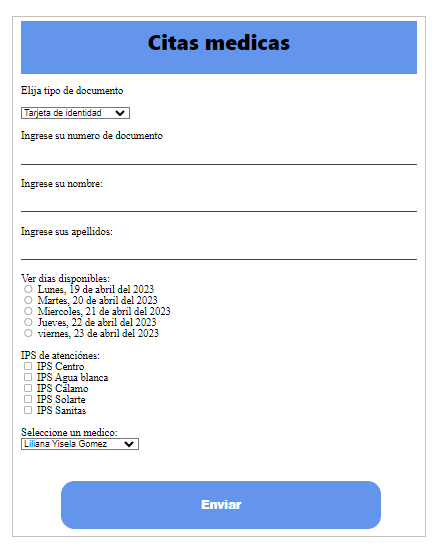 Citas medicas
Elija tipo de documento
Tarjeta de identidad
Ingrese su numero de documento
Ingrese su nombre:
Ingrese sus apellidos:
Ver dias disponibles:
Lunes, 19 de abril del 2023
Martes, 20 de abril del 2023
Miercoles, 21 de abril del 2023
Jueves, 22 de abril del 2023
viernes, 23 de abril del 2023
IPS de atenciónes:
IPS Centro
IPS Agua blanca
IPS Calamo
IPS Solarte
IPS Sanitas
Seleccione un medico:
Liliana Yisela Gomez
Enviar